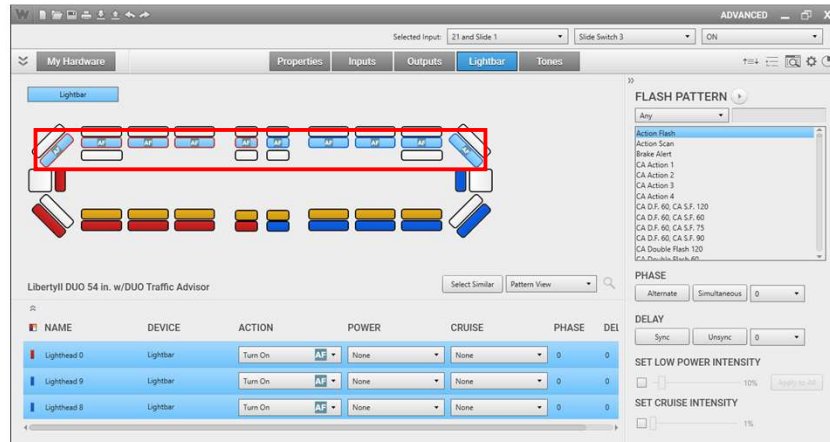 ADVANCED
Selected Input: 21 and Slide 1 Slide Switch 3 ON
My Hardware Properties Inputs Outputs Lightbar Tones
Lightbar
AF AF AF AF AF AF AF AF AF AF
LibertyII DUO 54 in. w/DUO Traffic Advisor
Select Similar Pattern View
NAME DEVICE ACTION POWER CRUISE PHASE DEL
Lighthead 0 Lightbar Turn On AF None None 0 0
Lighthead 9 Lightbar Turn On AF None None 0 0
Lighthead 8 Lightbar Turn On AF None None 0 0
FLASH PATTERN
Any
Action Flash
Action Scan
Brake Alert
CA Action 1
CA Action 2
CA Action 3
CA Action 4
CA D.F. 60, CA S.F. 120
CA D.F. 60, CA S.F. 60
CA D.F. 60, CA S.F. 75
CA D.F. 60, CA S.F. 90
CA Double Flash 120
CA Double Flash 60
PHASE
Alternate Simultaneous 0
DELAY
Sync Unsync 0
SET LOW POWER INTENSITY
10% Apply to All
SET CRUISE INTENSITY
1%